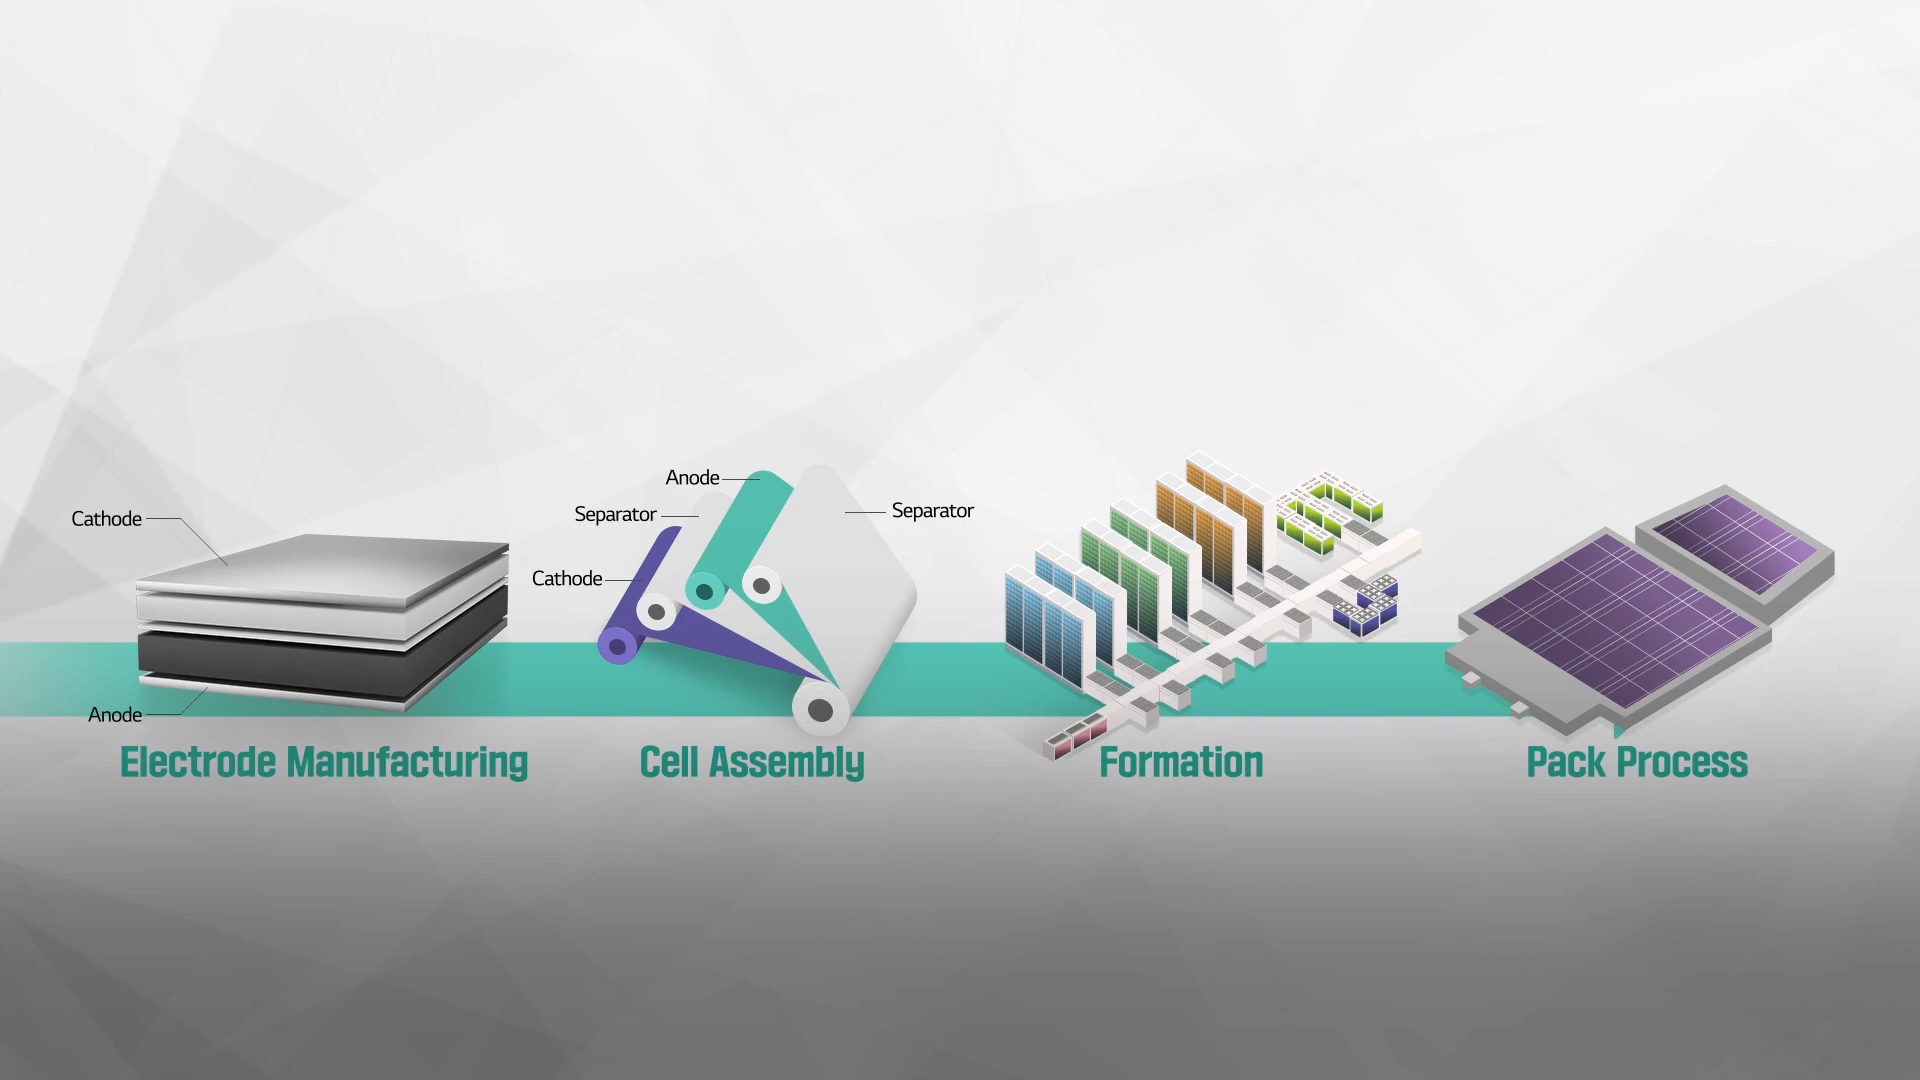 Cathode
Anode
Electrode Manufacturing
Anode
Separator
Separator
Cathode
Cell Assembly
Formation
Pack Process